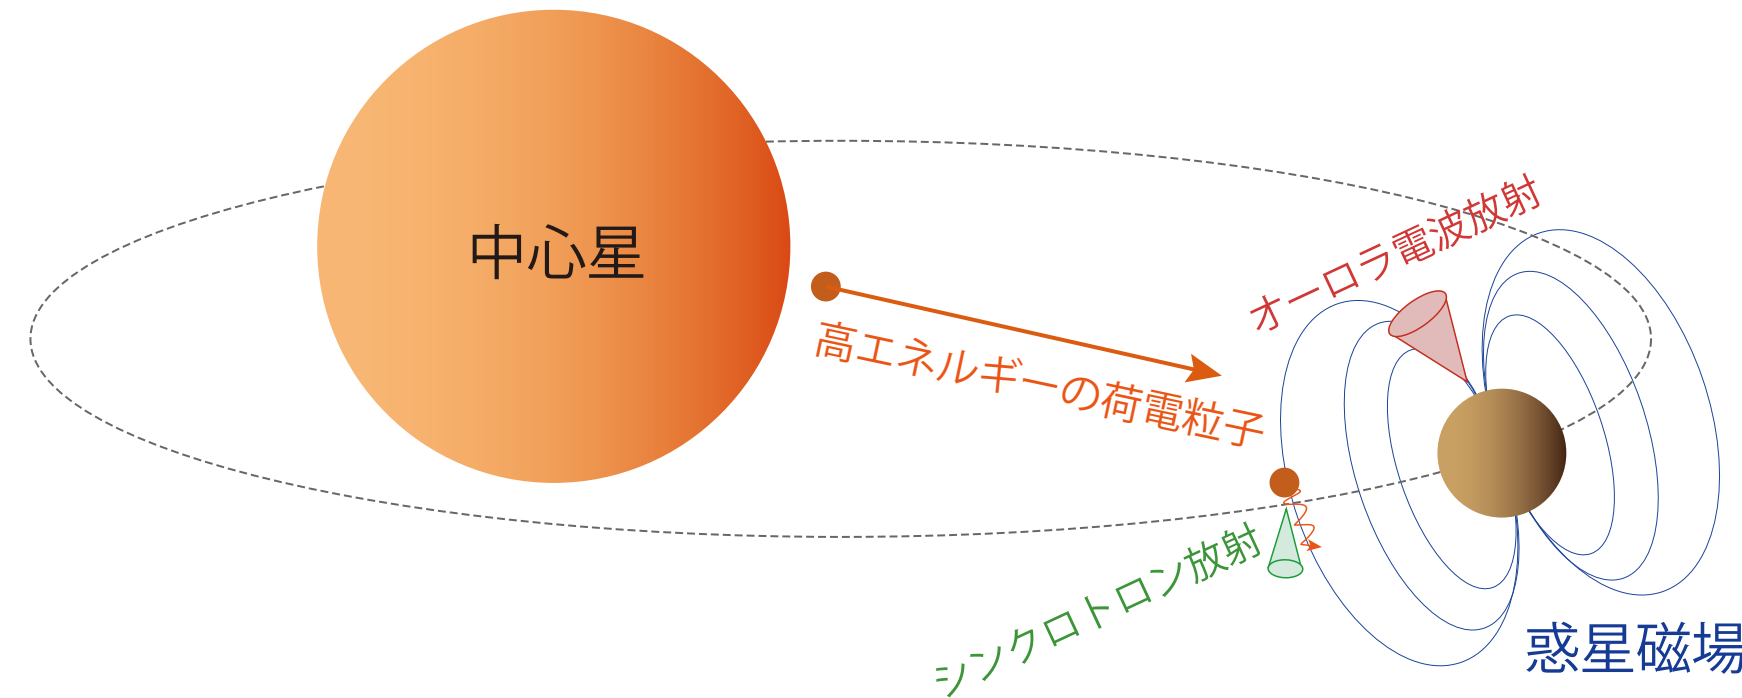 中心星
オーロラ電波放射
高エネルギーの荷電粒子
シンクロトロン放射
惑星磁場